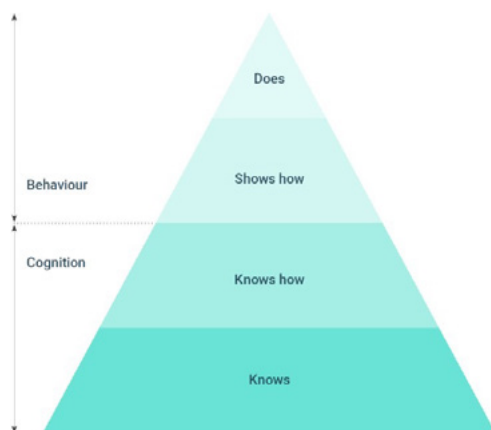 Does
Behaviour
Shows how
Cognition
Knows how
Knows